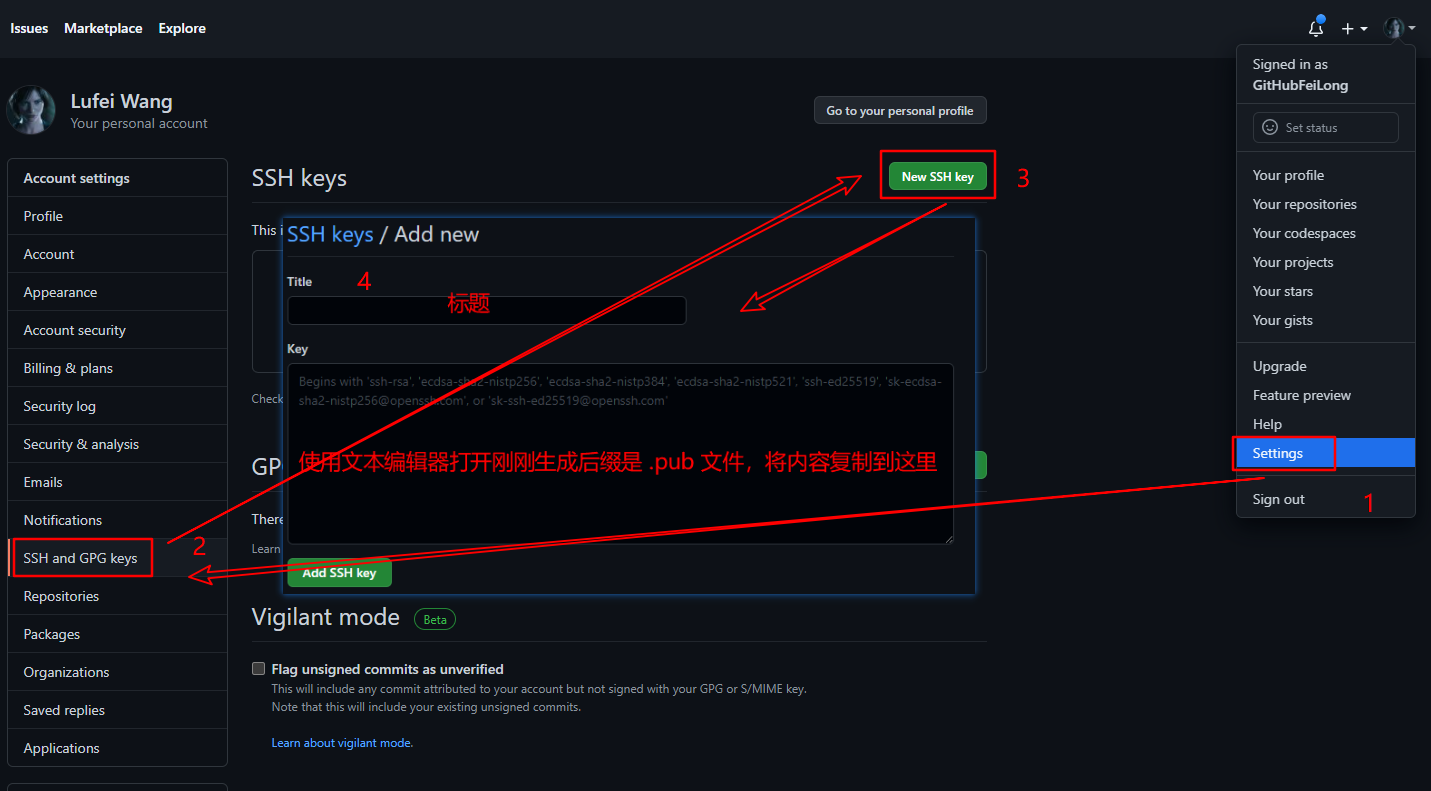 Issues Marketplace Explore
Signed in as
GitHubFeiLong
Set status
Your profile
Your repositories
Your codespaces
Your projects
Your stars
Your gists
Upgrade
Feature preview
Help
Settings
Sign out
1
Lufei Wang
Your personal account
Go to your personal profile
Account settings
Profile
Account
Appearance
Account security
Billing & plans
Security log
Security & analysis
Emails
Notifications
SSH and GPG keys
2
Repositories
Packages
Organizations
Saved replies
Applications
SSH keys
New SSH key
3
This i
SSH keys / Add new
Title
4
标题
Key
Begins with 'ssh-rsa', 'ecdsa-sha2-nistp256', 'ecdsa-sha2-nistp384', 'ecdsa-sha2-nistp521', 'ssh-ed25519', 'sk-ecdsa-
sha2-nistp256@openssh.com', or 'sk-ssh-ed25519@openssh.com'
Check
使用文本编辑器打开刚刚生成后缀是 .pub 文件，将内容复制到这里
GP
There
Learn
Add SSH key
Vigilant mode Beta
Flag unsigned commits as unverified
This will include any commit attributed to your account but not signed with your GPG or S/MIME key.
Note that this will include your existing unsigned commits.
Learn about vigilant mode.